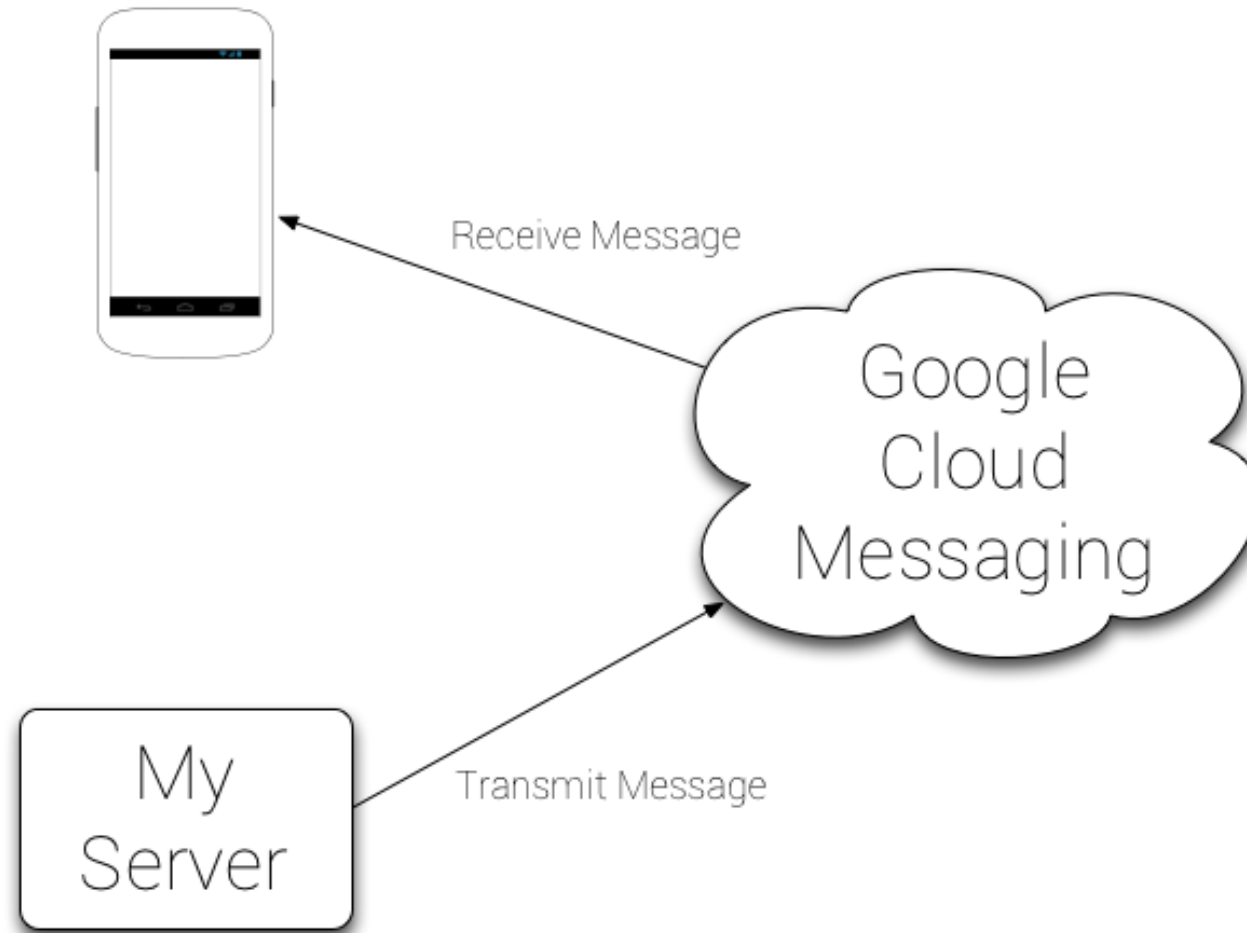 Receive Message
Google
Cloud
Messaging
My
Server
Transmit Message